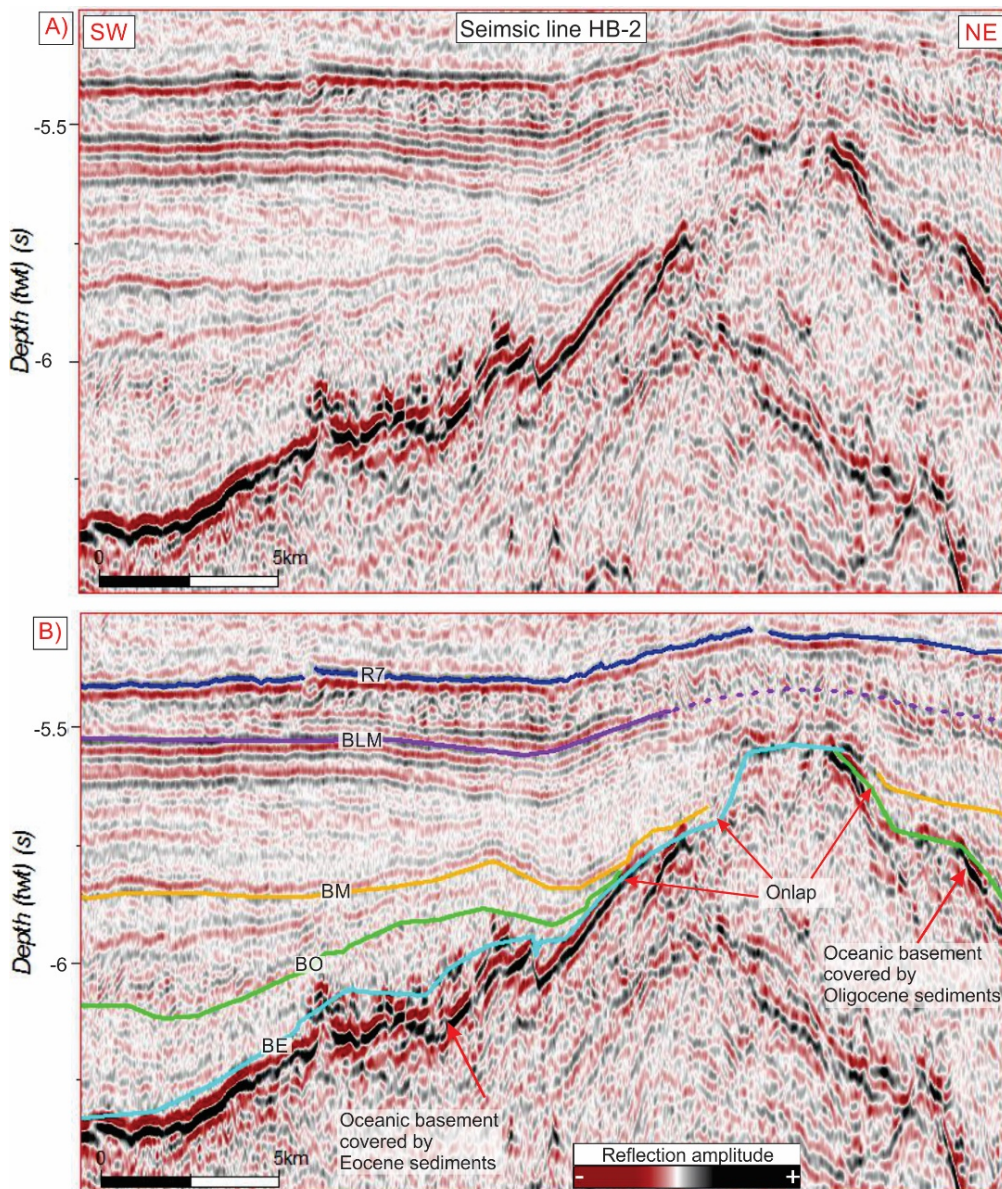 A)
SW
Seimsic line HB-2
NE
-5.5
Depth (twt) (s)
-6
0
5km
B)
R7
-5.5
BLM
Depth (twt) (s)
BM
Onlap
BO
-6
Oceanic basement
covered by
Oligocene sediments
BE
Oceanic basement
covered by
Eocene sediments
0
5km
Reflection amplitude
- +